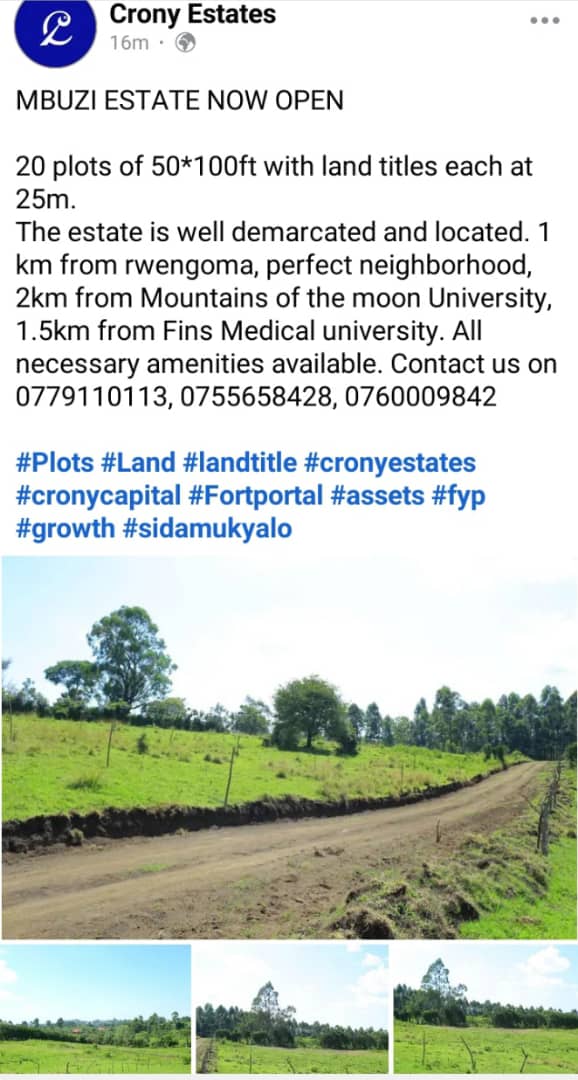 Crony Estates
16m ·
MBUZI ESTATE NOW OPEN
20 plots of 50*100ft with land titles each at
25m.
The estate is well demarcated and located. 1
km from rwengoma, perfect neighborhood,
2km from Mountains of the moon University,
1.5km from Fins Medical university. All
necessary amenities available. Contact us on
0779110113, 0755658428, 0760009842
#Plots #Land #landtitle #cronyestates
#cronycapital #Fortportal #assets #fyp
#growth #sidamukyalo